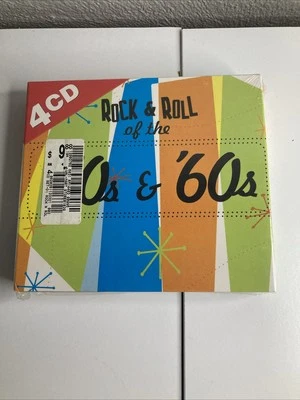 4CD
ROCK & ROLL
of the
0s & '60s
$ 9